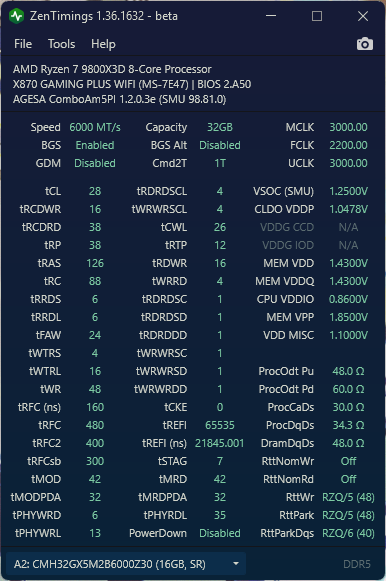 ZenTimings 1.36.1632 - beta
File Tools Help
AMD Ryzen 7 9800X3D 8-Core Processor
X870 GAMING PLUS WIFI (MS-7E47) | BIOS 2.A50
AGESA ComboAm5PI 1.2.0.3e (SMU 98.81.0)
Speed 6000 MT/s Capacity 32GB MCLK 3000.00
BGS Enabled BGS Alt Disabled FCLK 2200.00
GDM Disabled Cmd2T 1T UCLK 3000.00
tCL 28 tRDRDSCL 4 VSOC (SMU) 1.2500V
tRCDWR 16 tWRWRSCL 4 CLDO VDDP 1.0478V
tRCDRD 38 tCWL 26 VDDG CCD N/A
tRP 38 tRTP 12 VDDG IOD N/A
tRAS 126 tRDWR 16 MEM VDD 1.4300V
tRC 88 tWRRD 4 MEM VDDQ 1.4300V
tRRDS 6 tRDRDSC 1 CPU VDDIO 0.8600V
tRRDL 6 tRDRDSD 1 MEM VPP 1.8500V
tFAW 24 tRDRDDD 1 VDD MISC 1.1000V
tWTRS 4 tWRWRSC 1
tWTRL 16 tWRWRSD 1 ProcOdt Pu 48.0 Ω
tWR 48 tWRWRDD 1 ProcOdt Pd 60.0 Ω
tRFC (ns) 160 tCKE 0 ProcCaDs 30.0 Ω
tRFC 480 tREFI 65535 ProcDqDs 34.3 Ω
tRFC2 400 tREFI (ns) 21845.001 DramDqDs 48.0 Ω
tRFCsb 300 tSTAG 7 RttNomWr Off
tMOD 42 tMRD 42 RttNomRd Off
tMODPDA 32 tMRDPDA 32 RttWr RZQ/5 (48)
tPHYWRD 6 tPHYRDL 35 RttPark RZQ/5 (48)
tPHYWRL 13 PowerDown Disabled RttParkDqs RZQ/6 (40)
A2: CMH32GX5M2B6000Z30 (16GB, SR) DDR5